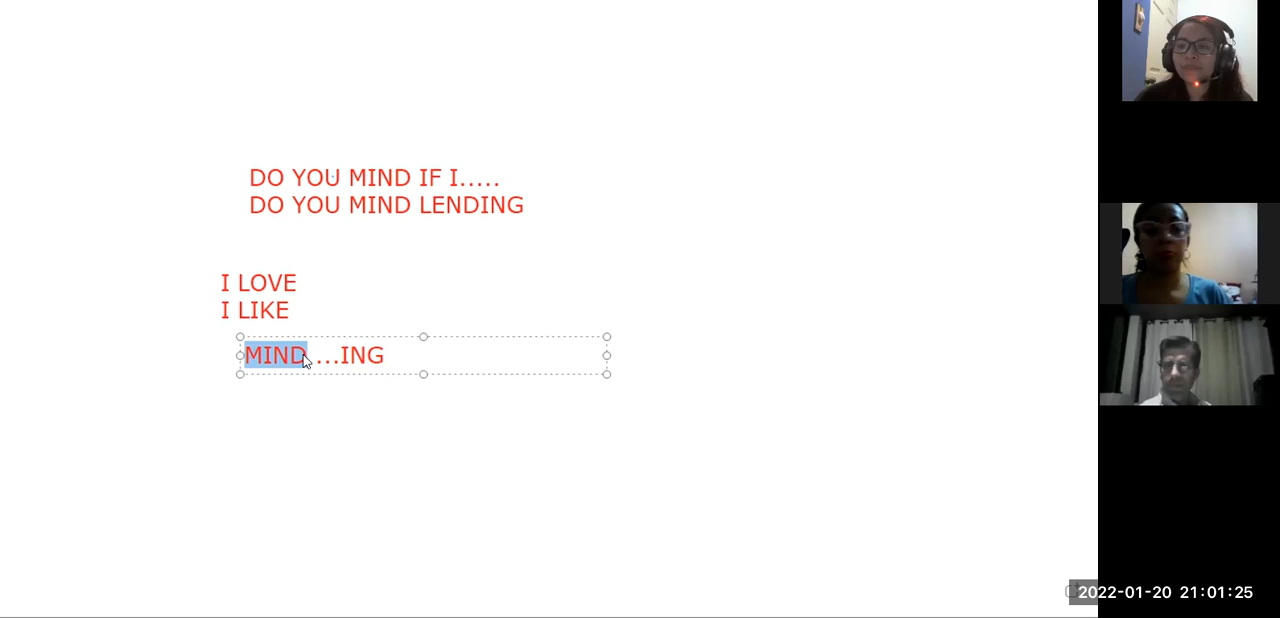 DO YOU MIND IF I.....
DO YOU MIND LENDING
I LOVE
I LIKE
MIND ...ING
2022-01-20 21:01:25